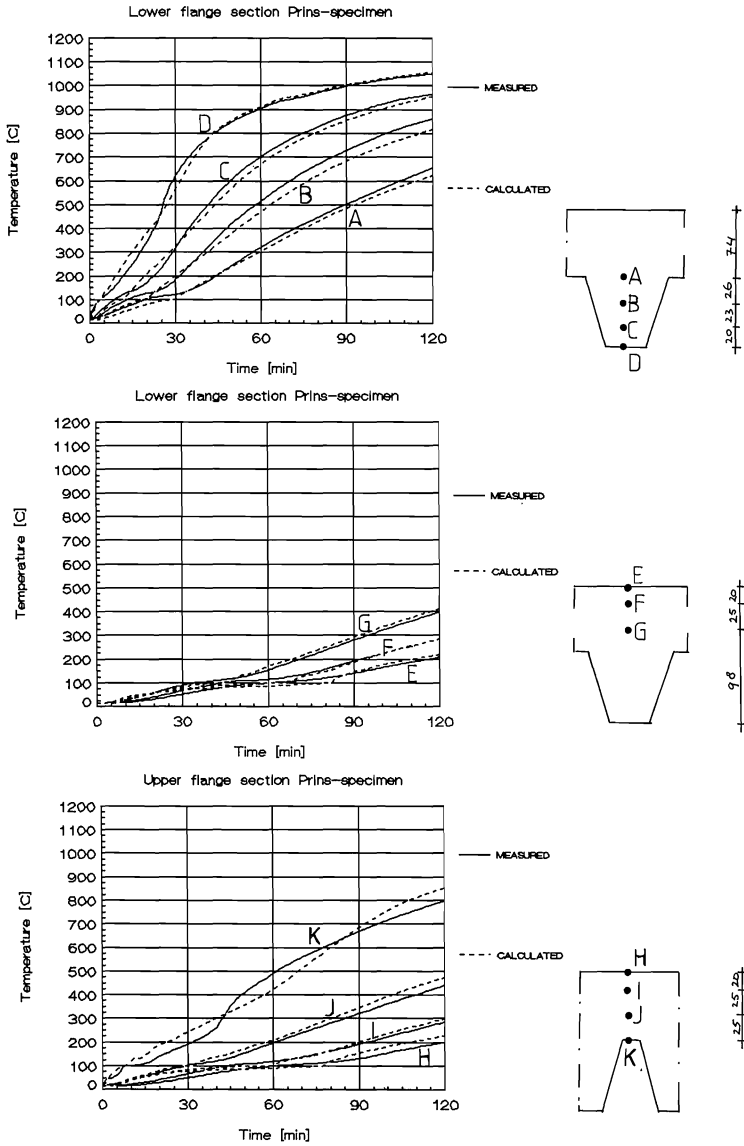 Lower flange section Prins-specimen
1200
1100
1000
900
800
700
600
500
400
300
200
100
0
Temperature [C]
D
C
B
A
0 30 60 90 120
Time [min]
MEASURED
CALCULATED
A
B
C
D
74
26
23
20
Lower flange section Prins-specimen
1200
1100
1000
900
800
700
600
500
400
300
200
100
0
Temperature [C]
G
F
E
0 30 60 90 120
Time [min]
MEASURED
CALCULATED
E
F
G
20
25
98
Upper flange section Prins-specimen
1200
1100
1000
900
800
700
600
500
400
300
200
100
0
Temperature [C]
K
J
I
H
0 30 60 90 120
Time [min]
MEASURED
CALCULATED
H
I
J
K
20
25
25